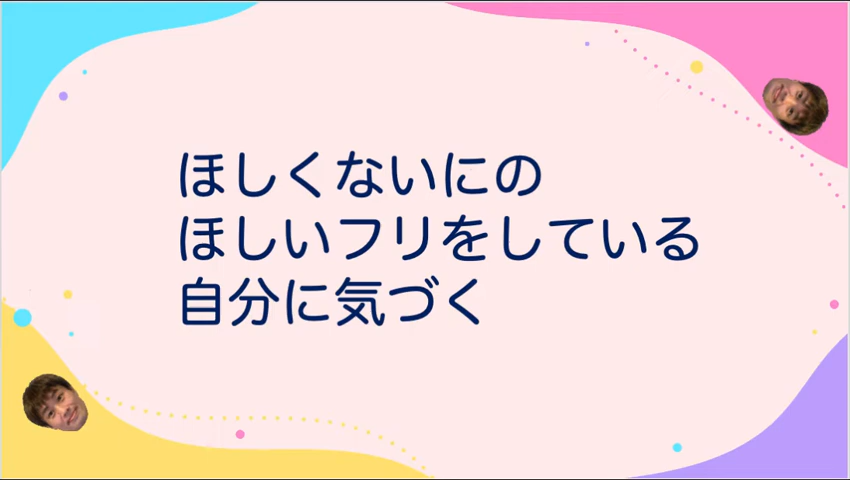 ほしくないにの
ほしいフリをしている
自分に気づく